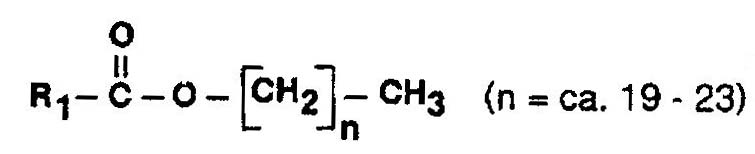 O
R1–C–O–[CH2]n–CH3 (n = ca. 19 - 23)